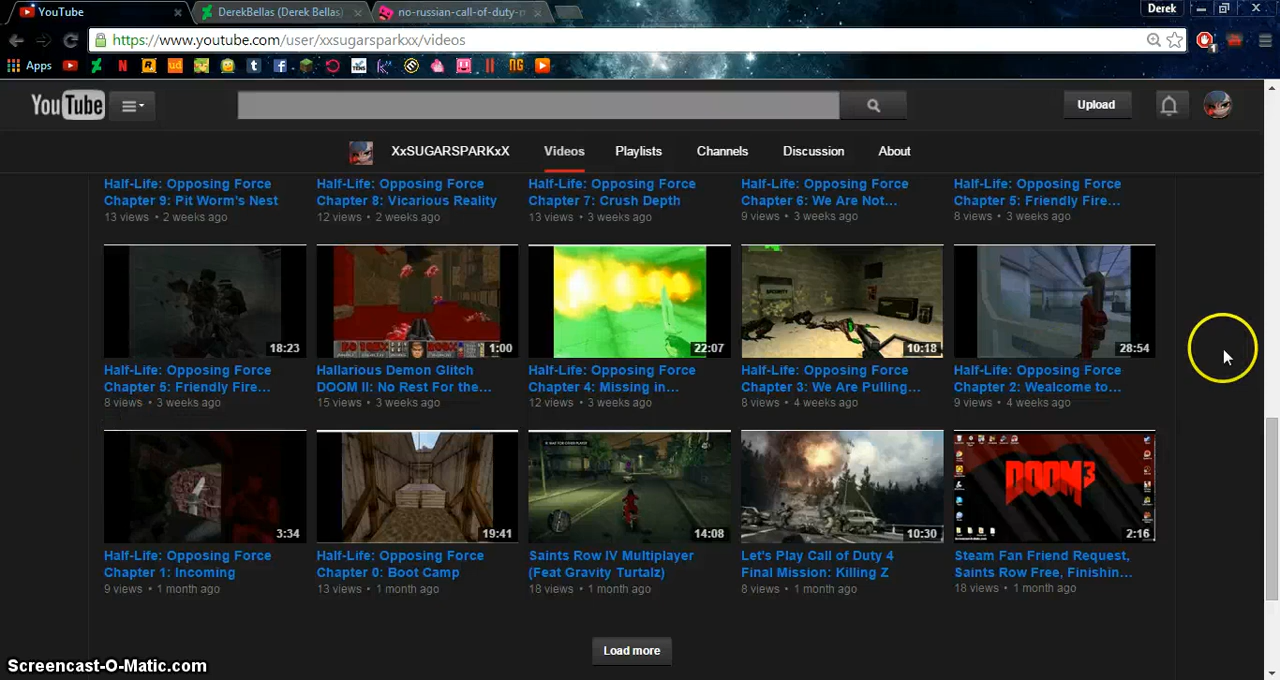 YouTube
DerekBellas (Derek Bellas)
no-russian-call-of-duty-m
Derek
https://www.youtube.com/user/xxsugarsparkxx/videos
Apps
YouTube
Upload
XxSUGARSPARKxX
Videos
Playlists
Channels
Discussion
About
Half-Life: Opposing Force
Chapter 9: Pit Worm's Nest
13 views • 2 weeks ago
Half-Life: Opposing Force
Chapter 8: Vicarious Reality
12 views • 2 weeks ago
Half-Life: Opposing Force
Chapter 7: Crush Depth
13 views • 3 weeks ago
Half-Life: Opposing Force
Chapter 6: We Are Not...
9 views • 3 weeks ago
Half-Life: Opposing Force
Chapter 5: Friendly Fire...
8 views • 3 weeks ago
18:23
Half-Life: Opposing Force
Chapter 5: Friendly Fire...
8 views • 3 weeks ago
1:00
Hallarious Demon Glitch
DOOM II: No Rest For the...
15 views • 3 weeks ago
22:07
Half-Life: Opposing Force
Chapter 4: Missing in...
12 views • 3 weeks ago
SECURITY
10:18
Half-Life: Opposing Force
Chapter 3: We Are Pulling...
8 views • 4 weeks ago
28:54
Half-Life: Opposing Force
Chapter 2: Wealcome to...
9 views • 4 weeks ago
3:34
Half-Life: Opposing Force
Chapter 1: Incoming
9 views • 1 month ago
19:41
Half-Life: Opposing Force
Chapter 0: Boot Camp
13 views • 1 month ago
14:08
Saints Row IV Multiplayer
(Feat Gravity Turtalz)
18 views • 1 month ago
10:30
Let's Play Call of Duty 4
Final Mission: Killing Z
8 views • 1 month ago
DOOM 3
2:16
Steam Fan Friend Request,
Saints Row Free, Finishin...
18 views • 1 month ago
Load more
Screencast-O-Matic.com